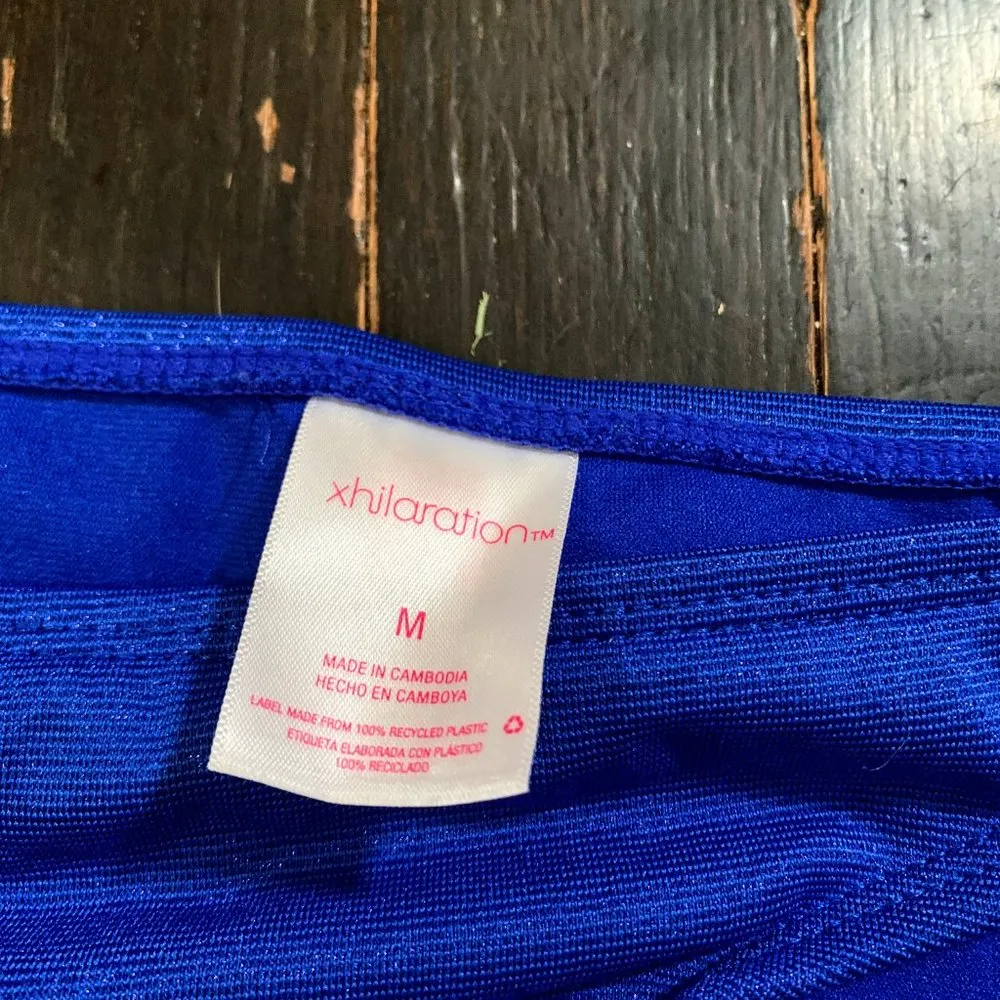 xhilaration™
M
MADE IN CAMBODIA
HECHO EN CAMBOYA
LABEL MADE FROM 100% RECYCLED PLASTIC
ETIQUETA ELABORADA CON PLÁSTICO
100% RECICLADO